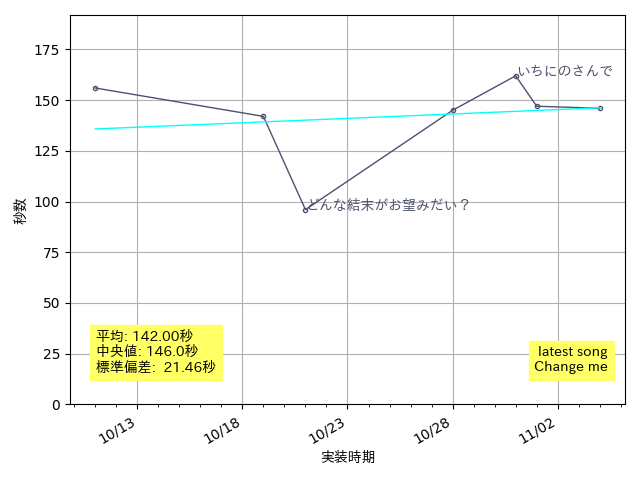 175
150
125
100
75
50
25
0
秒数
いちにのさんで
どんな結末がお望みだい？
平均: 142.00秒
中央値: 146.0秒
標準偏差: 21.46秒
latest song
Change me
10/13
10/18
10/23
10/28
11/02
実装時期